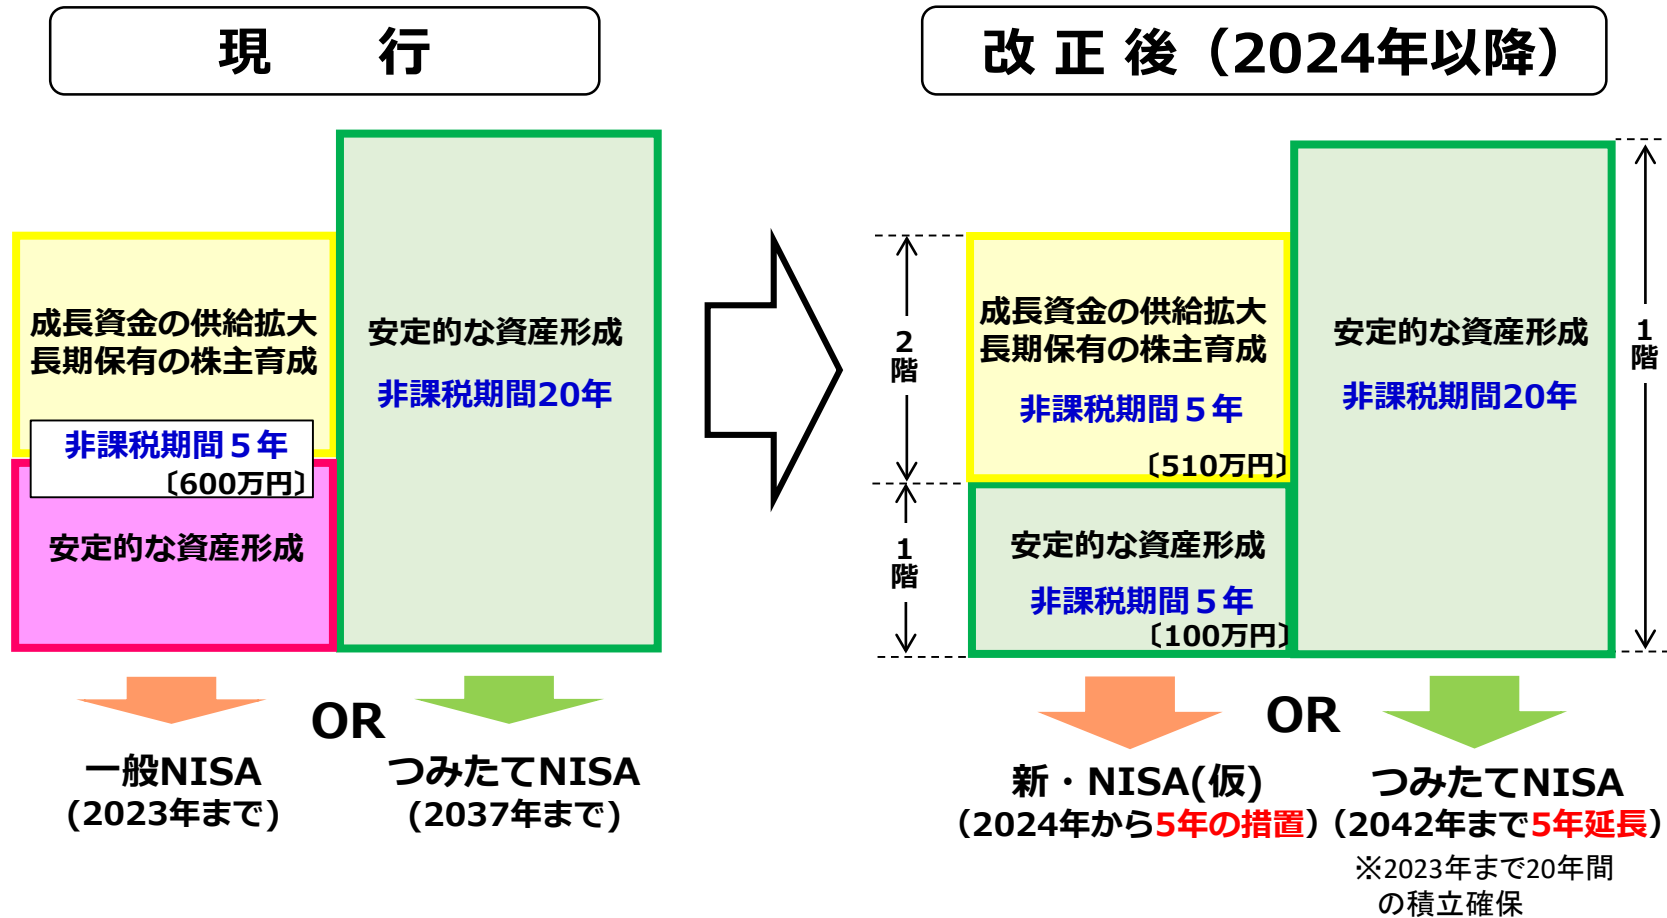 現　行
成長資金の供給拡大
長期保有の株主育成
非課税期間５年
〔600万円〕
安定的な資産形成
安定的な資産形成
非課税期間20年
一般NISA
(2023年まで)
OR
つみたてNISA
(2037年まで)
改 正 後（2024年以降）
2階
1階
成長資金の供給拡大
長期保有の株主育成
非課税期間５年
〔510万円〕
安定的な資産形成
非課税期間５年
〔100万円〕
安定的な資産形成
非課税期間20年
1階
新・NISA(仮)
（2024年から5年の措置）
OR
つみたてNISA
（2042年まで5年延長）
※2023年まで20年間
の積立確保